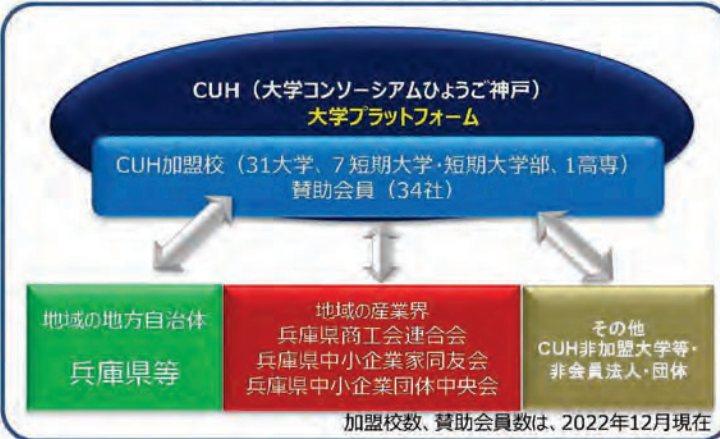 CUH（大学コンソーシアムひょうご神戸）
大学プラットフォーム
CUH加盟校（31大学、7短期大学・短期大学部、1高専）
賛助会員（34社）
地域の地方自治体
兵庫県等
地域の産業界
兵庫県商工会連合会
兵庫県中小企業家同友会
兵庫県中小企業団体中央会
その他
CUH非加盟大学等・
非会員法人・団体
加盟校数、賛助会員数は、2022年12月現在